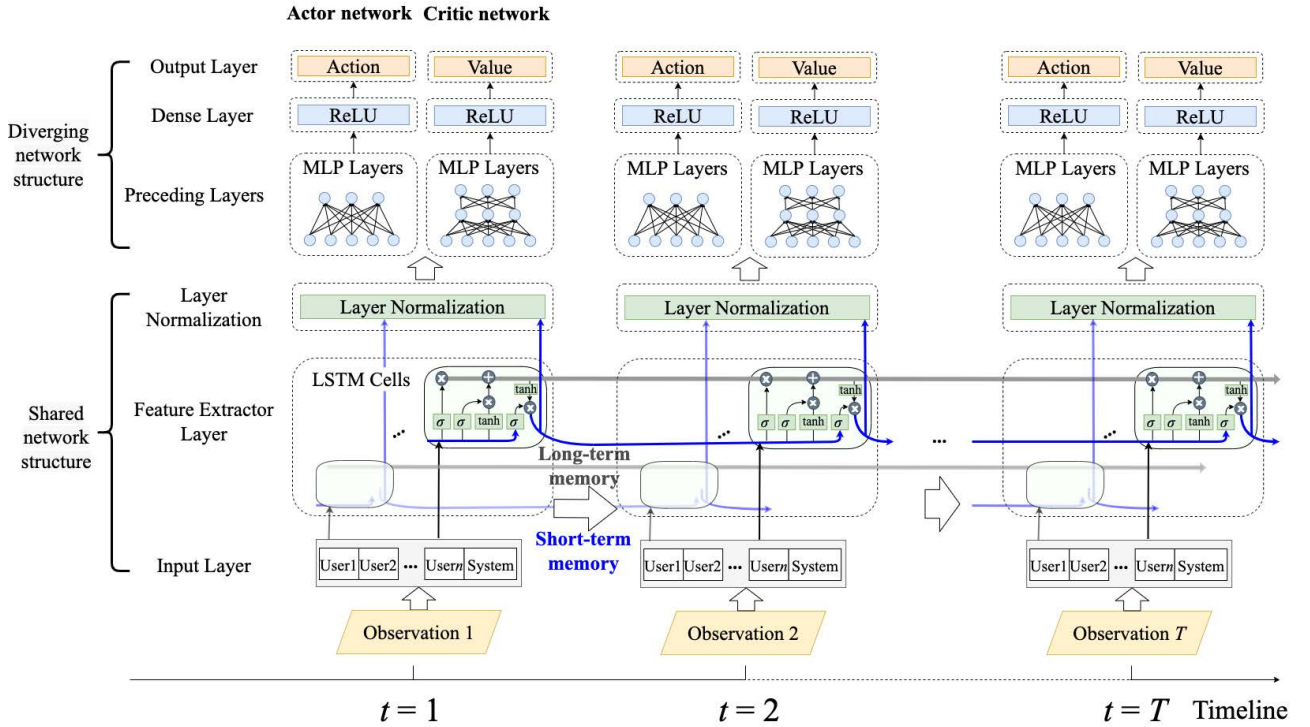 Actor network Critic network
Output Layer Action Value Action Value Action Value
Dense Layer ReLU ReLU ReLU ReLU ReLU ReLU
Diverging
network
structure
MLP Layers MLP Layers MLP Layers MLP Layers MLP Layers MLP Layers
Preceding Layers
Layer
Normalization
Layer Normalization Layer Normalization Layer Normalization
Shared
network
structure
Feature Extractor
Layer
LSTM Cells
× + tanh × + tanh × + tanh
× × ×
× × ×
σ σ tanh σ σ σ tanh σ σ σ tanh σ
... ... ... ...
Long-term
memory
Short-term
memory
Input Layer
User1 User2 ... Usern System User1 User2 ... Usern System User1 User2 ... Usern System
Observation 1 Observation 2 Observation T
t = 1 t = 2 t = T Timeline